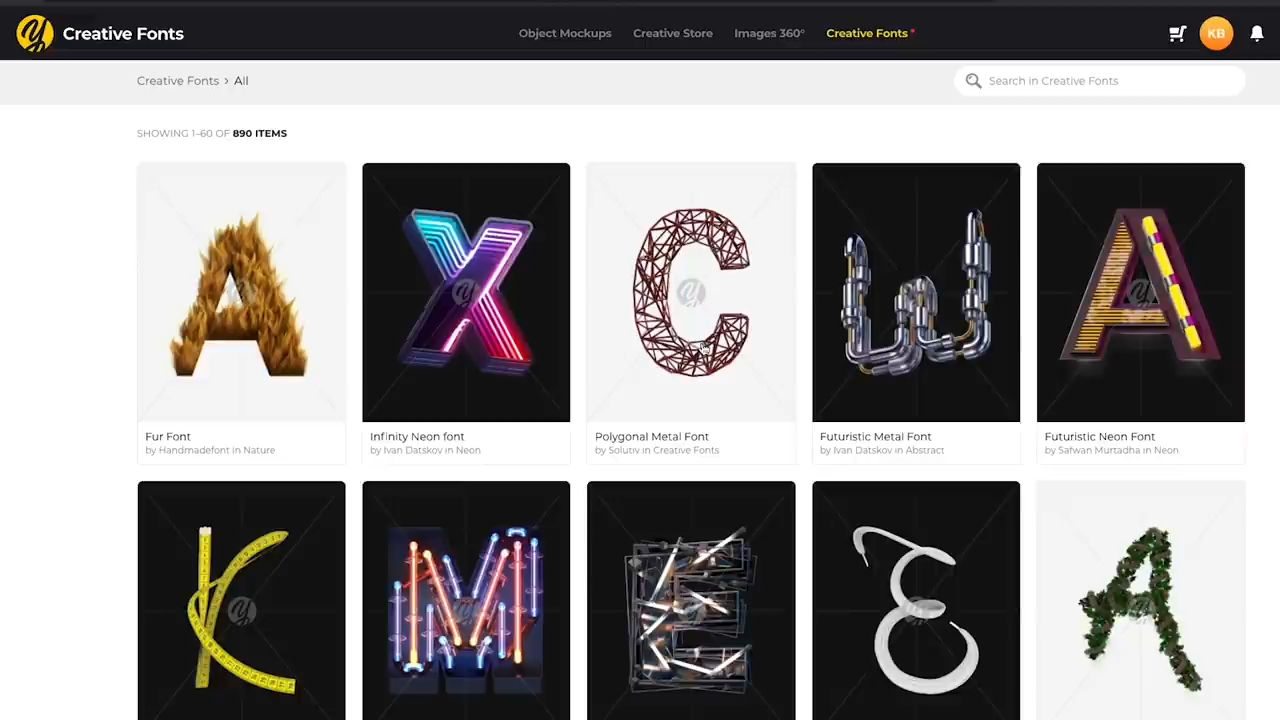 Creative Fonts
Object Mockups
Creative Store
Images 360°
Creative Fonts *
KB
Creative Fonts › All
Search in Creative Fonts
SHOWING 1-60 OF 890 ITEMS
A
X
C
W
A
Fur Font
by Handmadefont in Nature
Infinity Neon font
by Ivan Datskov in Neon
Polygonal Metal Font
by Solutiv in Creative Fonts
Futuristic Metal Font
by Ivan Datskov in Abstract
Futuristic Neon Font
by Safwan Murtadha in Neon
K
M
E
E
A